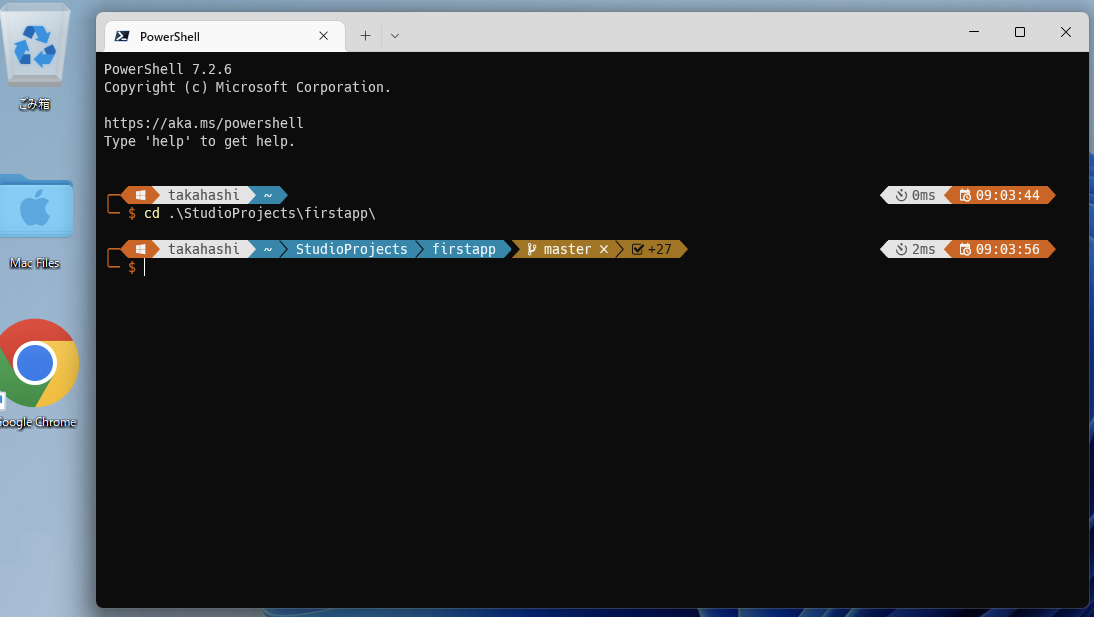 PowerShell
PowerShell 7.2.6
Copyright (c) Microsoft Corporation.
https://aka.ms/powershell
Type 'help' to get help.
takahashi ~ 0ms 09:03:44
$ cd .\StudioProjects\firstapp\
takahashi ~ StudioProjects firstapp master × +27 2ms 09:03:56
$
ごみ箱
Mac Files
Google Chrome